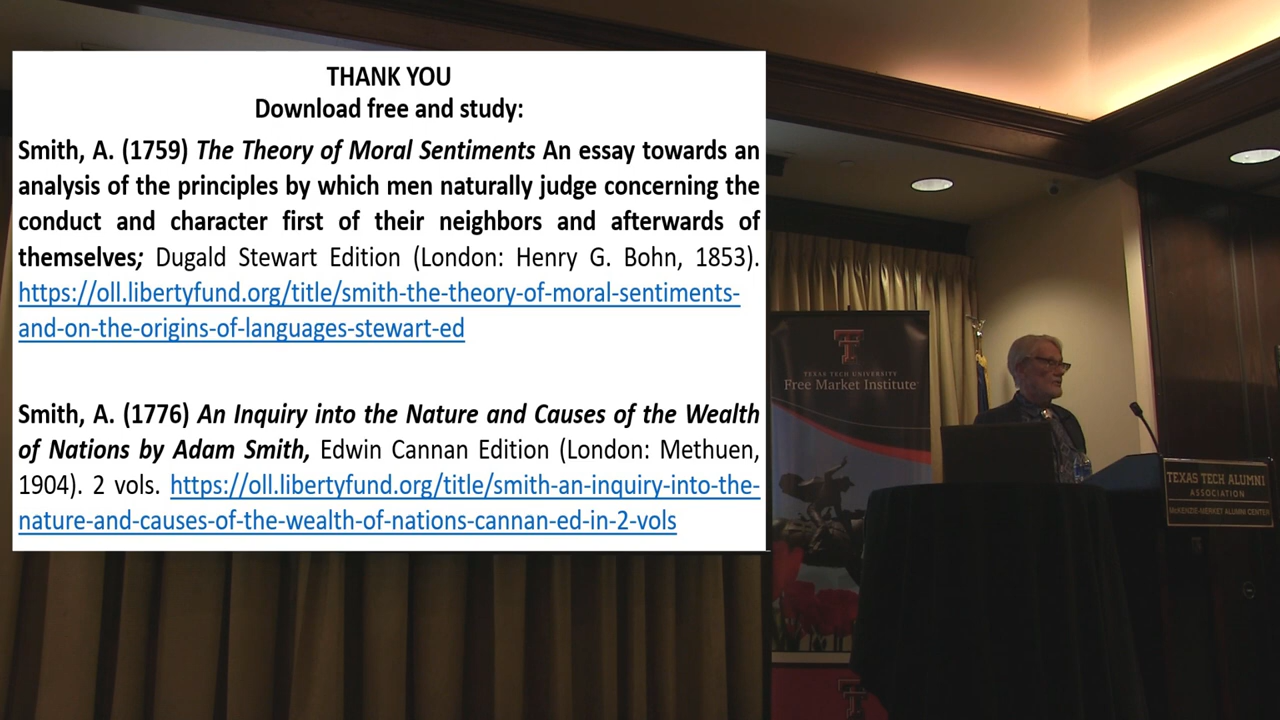 THANK YOU
Download free and study:
Smith, A. (1759) The Theory of Moral Sentiments An essay towards an
analysis of the principles by which men naturally judge concerning the
conduct and character first of their neighbors and afterwards of
themselves; Dugald Stewart Edition (London: Henry G. Bohn, 1853).
https://oll.libertyfund.org/title/smith-the-theory-of-moral-sentiments-
and-on-the-origins-of-languages-stewart-ed
Smith, A. (1776) An Inquiry into the Nature and Causes of the Wealth
of Nations by Adam Smith, Edwin Cannan Edition (London: Methuen,
1904). 2 vols. https://oll.libertyfund.org/title/smith-an-inquiry-into-the-
nature-and-causes-of-the-wealth-of-nations-cannan-ed-in-2-vols
TEXAS TECH UNIVERSITY
Free Market Institute
TEXAS TECH ALUMNI
ASSOCIATION
McKENZIE-MERKET ALUMNI CENTER